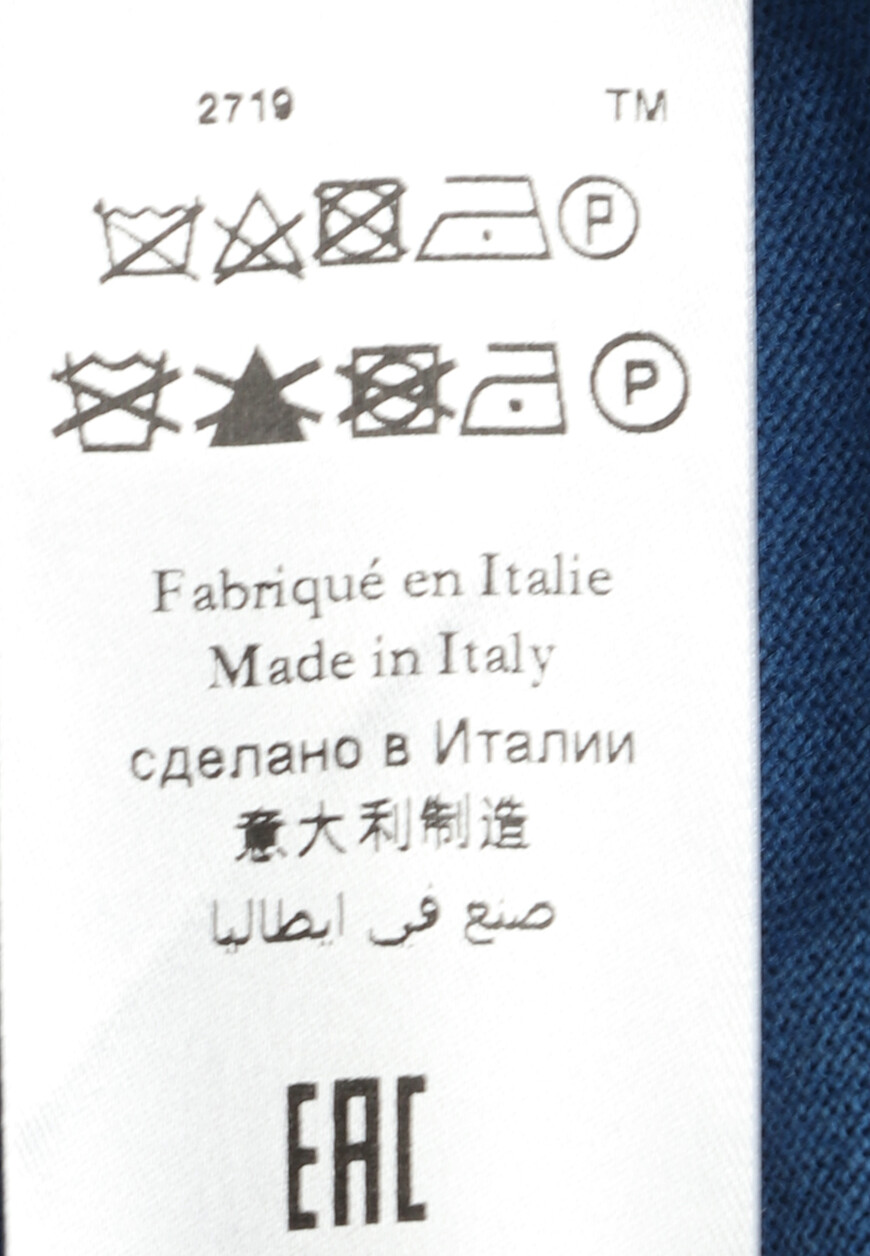 2719 TM
P
P
Fabriqué en Italie
Made in Italy
сделано в Италии
意大利制造
صنع في ايطاليا
EAC